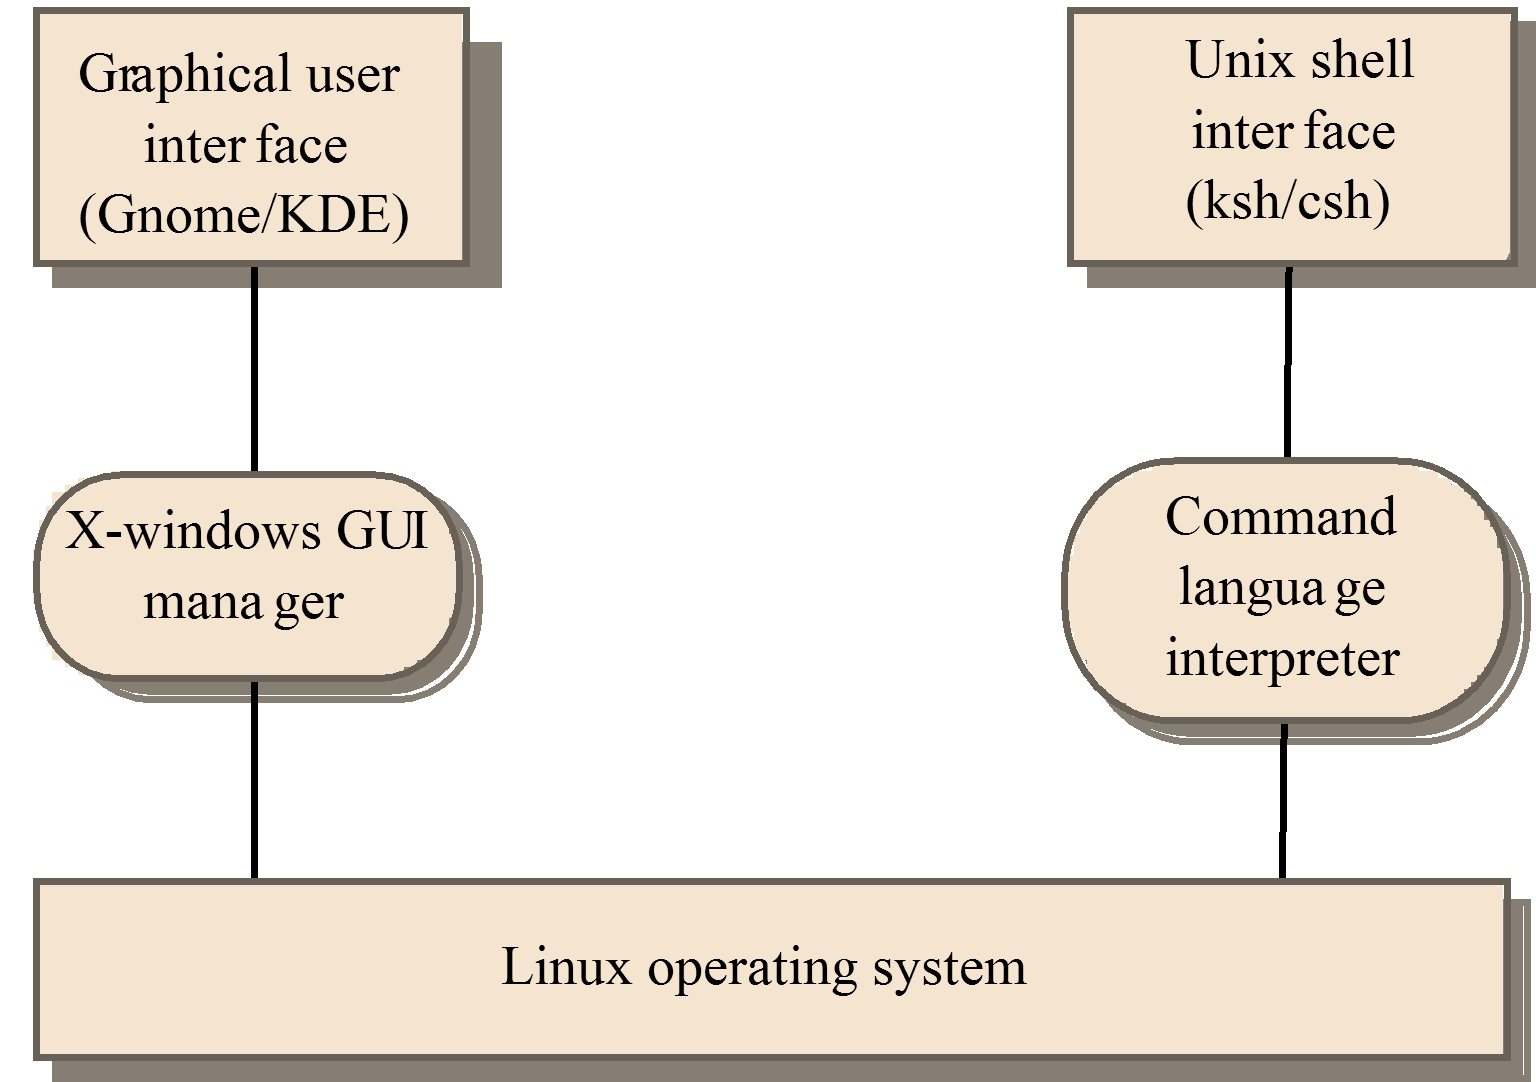 Graphical user
inter face
(Gnome/KDE)
Unix shell
inter face
(ksh/csh)
X-windows GUI
mana ger
Command
langua ge
interpreter
Linux operating system